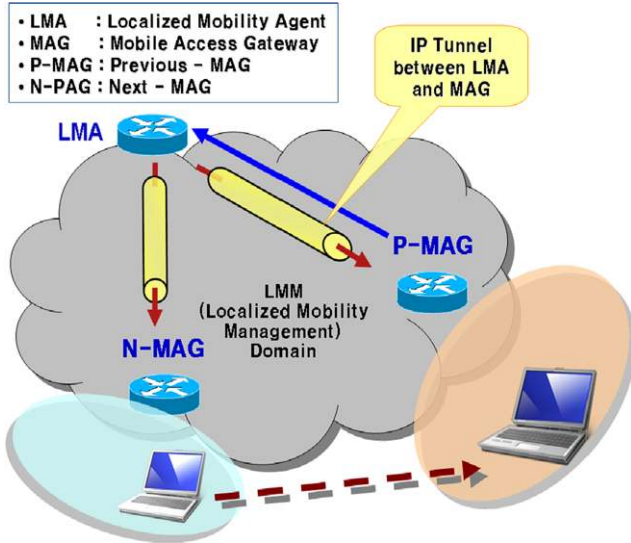 • LMA : Localized Mobility Agent
• MAG : Mobile Access Gateway
• P-MAG : Previous - MAG
• N-PAG : Next - MAG
IP Tunnel
between LMA
and MAG
LMA
P-MAG
LMM
(Localized Mobility
Management)
Domain
N-MAG